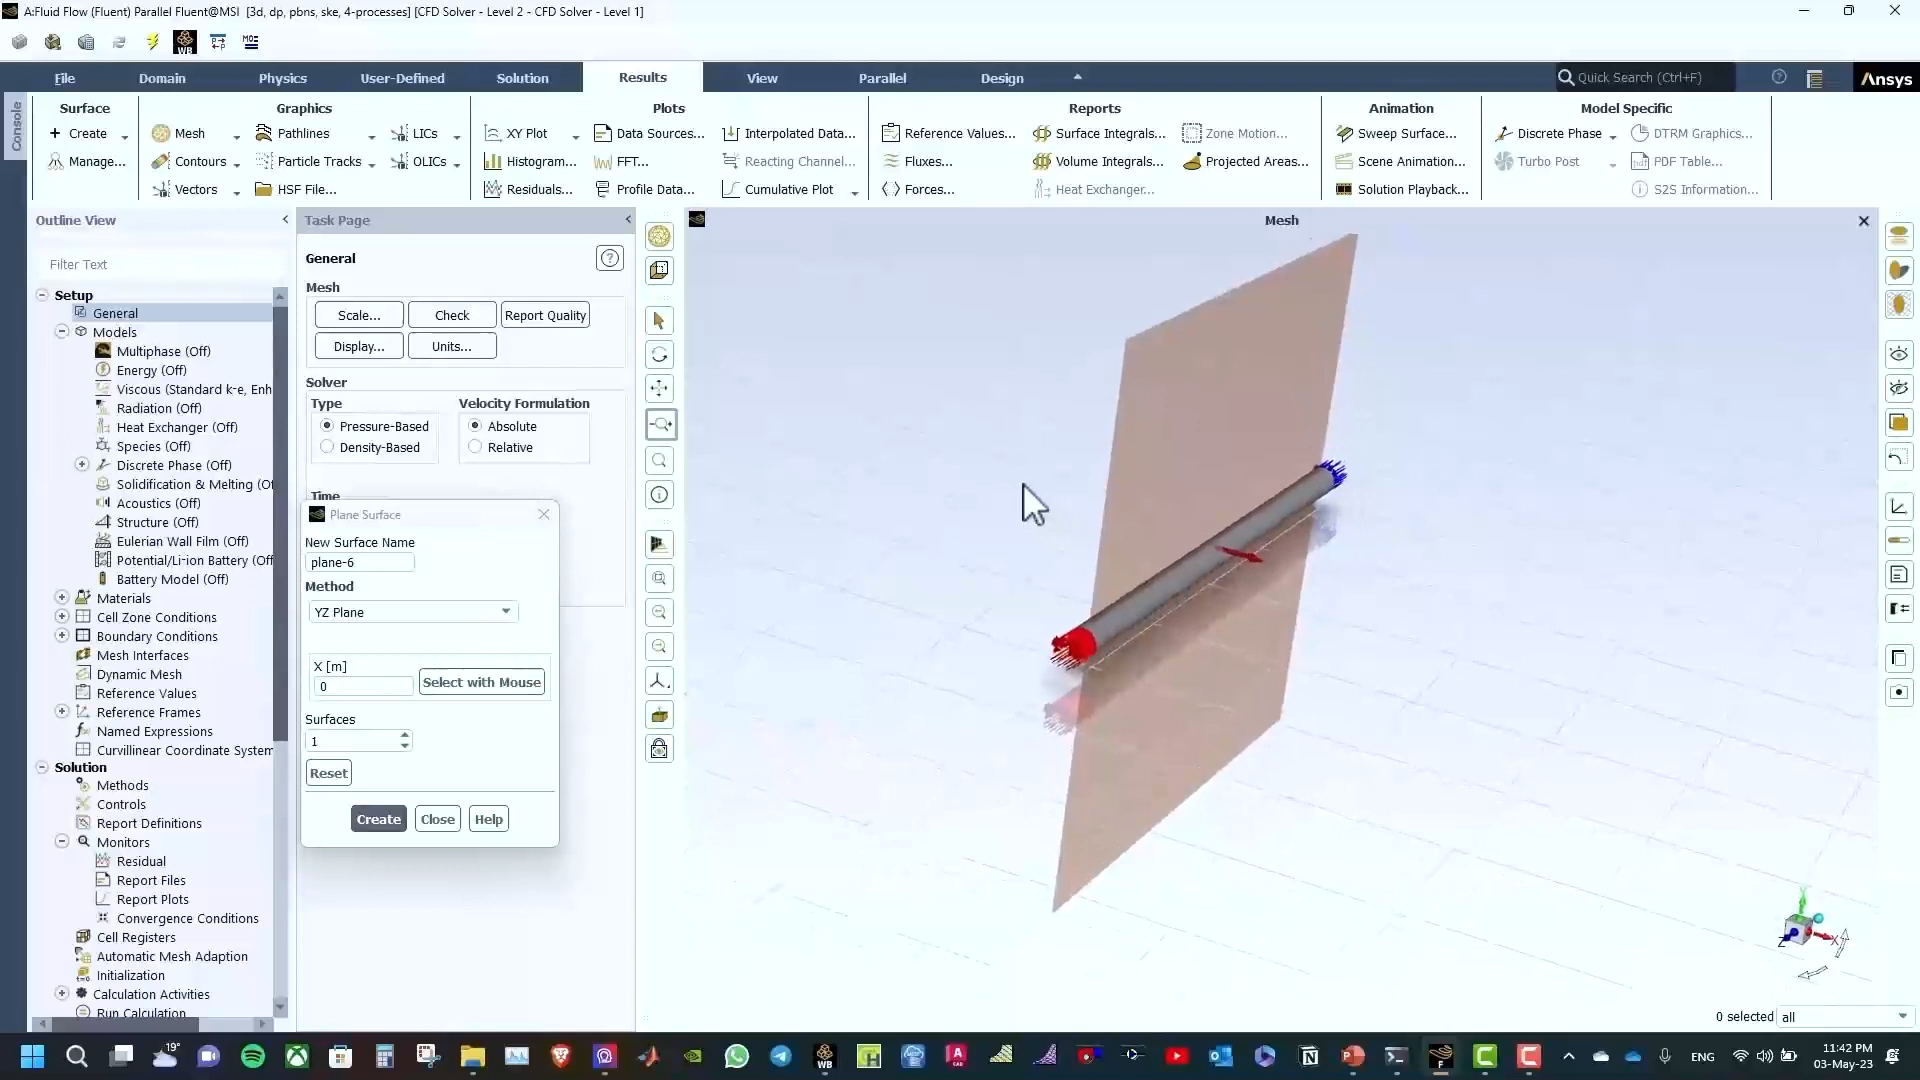 A:Fluid Flow (Fluent) Parallel Fluent@MSI [3d, dp, pbns, ske, 4-processes] [CFD Solver - Level 2 - CFD Solver - Level 1]
File Domain Physics User-Defined Solution Results View Parallel Design Quick Search (Ctrl+F) Ansys
Console
Surface Graphics Plots Reports Animation Model Specific
Create Mesh Pathlines LICs XY Plot Data Sources... Interpolated Data... Reference Values... Surface Integrals... Zone Motion... Sweep Surface... Discrete Phase DTRM Graphics...
Manage... Contours Particle Tracks OLICs Histogram... FFT... Reacting Channel... Fluxes... Volume Integrals... Projected Areas... Scene Animation... Turbo Post PDF Table...
Vectors HSF File... Residuals... Profile Data... Cumulative Plot Forces... Heat Exchanger... Solution Playback... S2S Information...
Outline View
Filter Text
Setup
General
Models
Multiphase (Off)
Energy (Off)
Viscous (Standard k-e, Enh
Radiation (Off)
Heat Exchanger (Off)
Species (Off)
Discrete Phase (Off)
Solidification & Melting (Of
Acoustics (Off)
Structure (Off)
Eulerian Wall Film (Off)
Potential/Li-ion Battery (Off
Battery Model (Off)
Materials
Cell Zone Conditions
Boundary Conditions
Mesh Interfaces
Dynamic Mesh
Reference Values
Reference Frames
Named Expressions
Curvillinear Coordinate System
Solution
Methods
Controls
Report Definitions
Monitors
Residual
Report Files
Report Plots
Convergence Conditions
Cell Registers
Automatic Mesh Adaption
Initialization
Calculation Activities
Run Calculation
Task Page
General
Mesh
Scale... Check Report Quality
Display... Units...
Solver
Type Velocity Formulation
Pressure-Based Absolute
Density-Based Relative
Time
Plane Surface
New Surface Name
plane-6
Method
YZ Plane
X [m]
0 Select with Mouse
Surfaces
1
Reset
Create Close Help
Mesh
Z X
0 selected all
WB
19°
ENG
11:42 PM
03-May-23